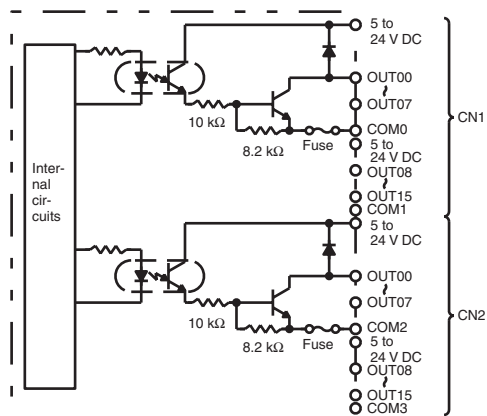 5 to
24 V DC
OUT00
~
OUT07
10 kΩ
COM0
8.2 kΩ
Fuse
5 to
24 V DC
OUT08
~
OUT15
COM1
CN1
Inter-
nal
cir-
cuits
5 to
24 V DC
OUT00
~
OUT07
10 kΩ
COM2
8.2 kΩ
Fuse
5 to
24 V DC
OUT08
~
OUT15
COM3
CN2